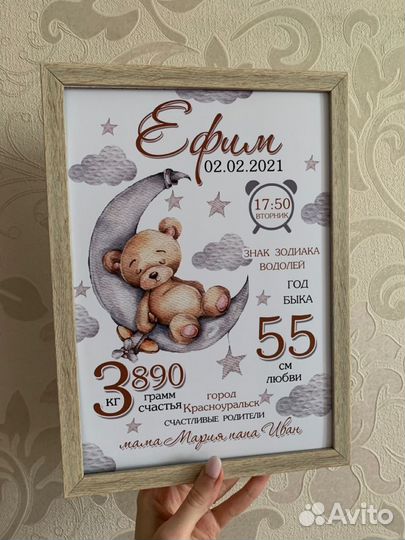 Ефим
02.02.2021
17:50
ВТОРНИК
ЗНАК ЗОДИАКА
ВОДОЛЕЙ
ГОД
БЫКА
55
см
любви
3 890
кг грамм
счастья
город
Красноуральск
СЧАСТЛИВЫЕ РОДИТЕЛИ
мама Мария папа Иван
Avito